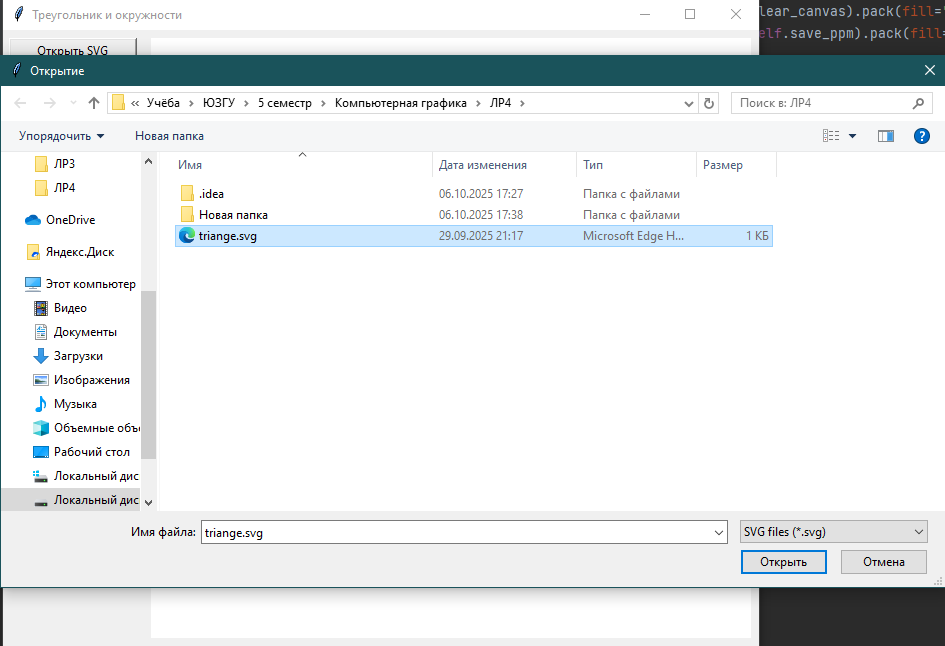 Треугольник и окружности
lear_canvas).pack(fill=
Открыть SVG
elf.save_ppm).pack(fill=
Открытие
« Учёба › ЮЗГУ › 5 семестр › Компьютерная графика › ЛР4 ›
Поиск в: ЛР4
Упорядочить
Новая папка
Имя
Дата изменения
Тип
Размер
ЛР3
ЛР4
OneDrive
Яндекс.Диск
Этот компьютер
Видео
Документы
Загрузки
Изображения
Музыка
Объемные объ
Рабочий стол
Локальный дис
Локальный дис
.idea 06.10.2025 17:27 Папка с файлами
Новая папка 06.10.2025 17:38 Папка с файлами
triange.svg 29.09.2025 21:17 Microsoft Edge H... 1 КБ
Имя файла: triange.svg
SVG files (*.svg)
Открыть
Отмена